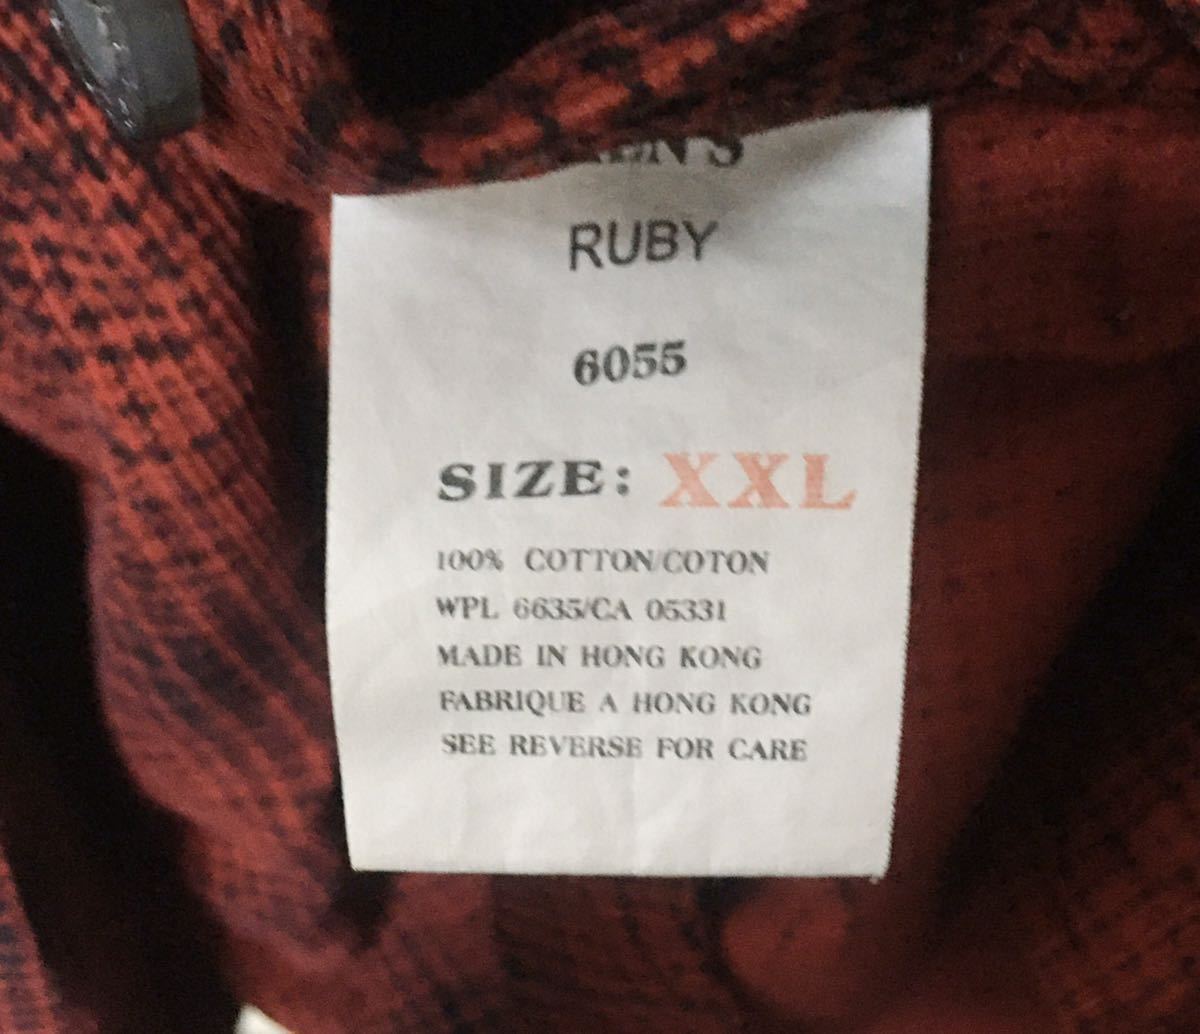 RUBY
6055
SIZE: XXL
100% COTTON/COTON
WPL 6635/CA 05331
MADE IN HONG KONG
FABRIQUE A HONG KONG
SEE REVERSE FOR CARE